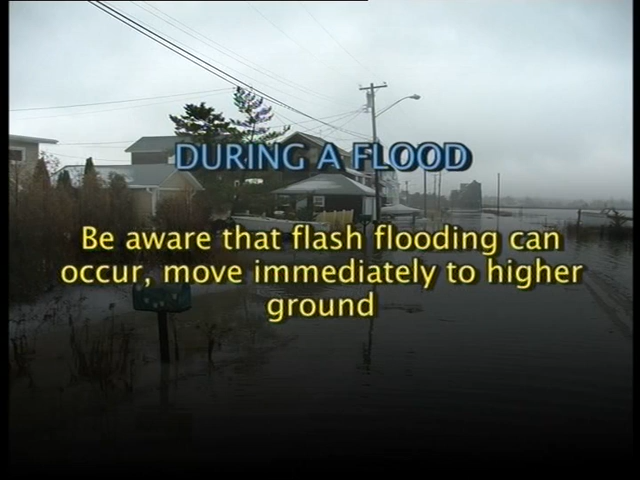 DURING A FLOOD
Be aware that flash flooding can
occur, move immediately to higher
ground